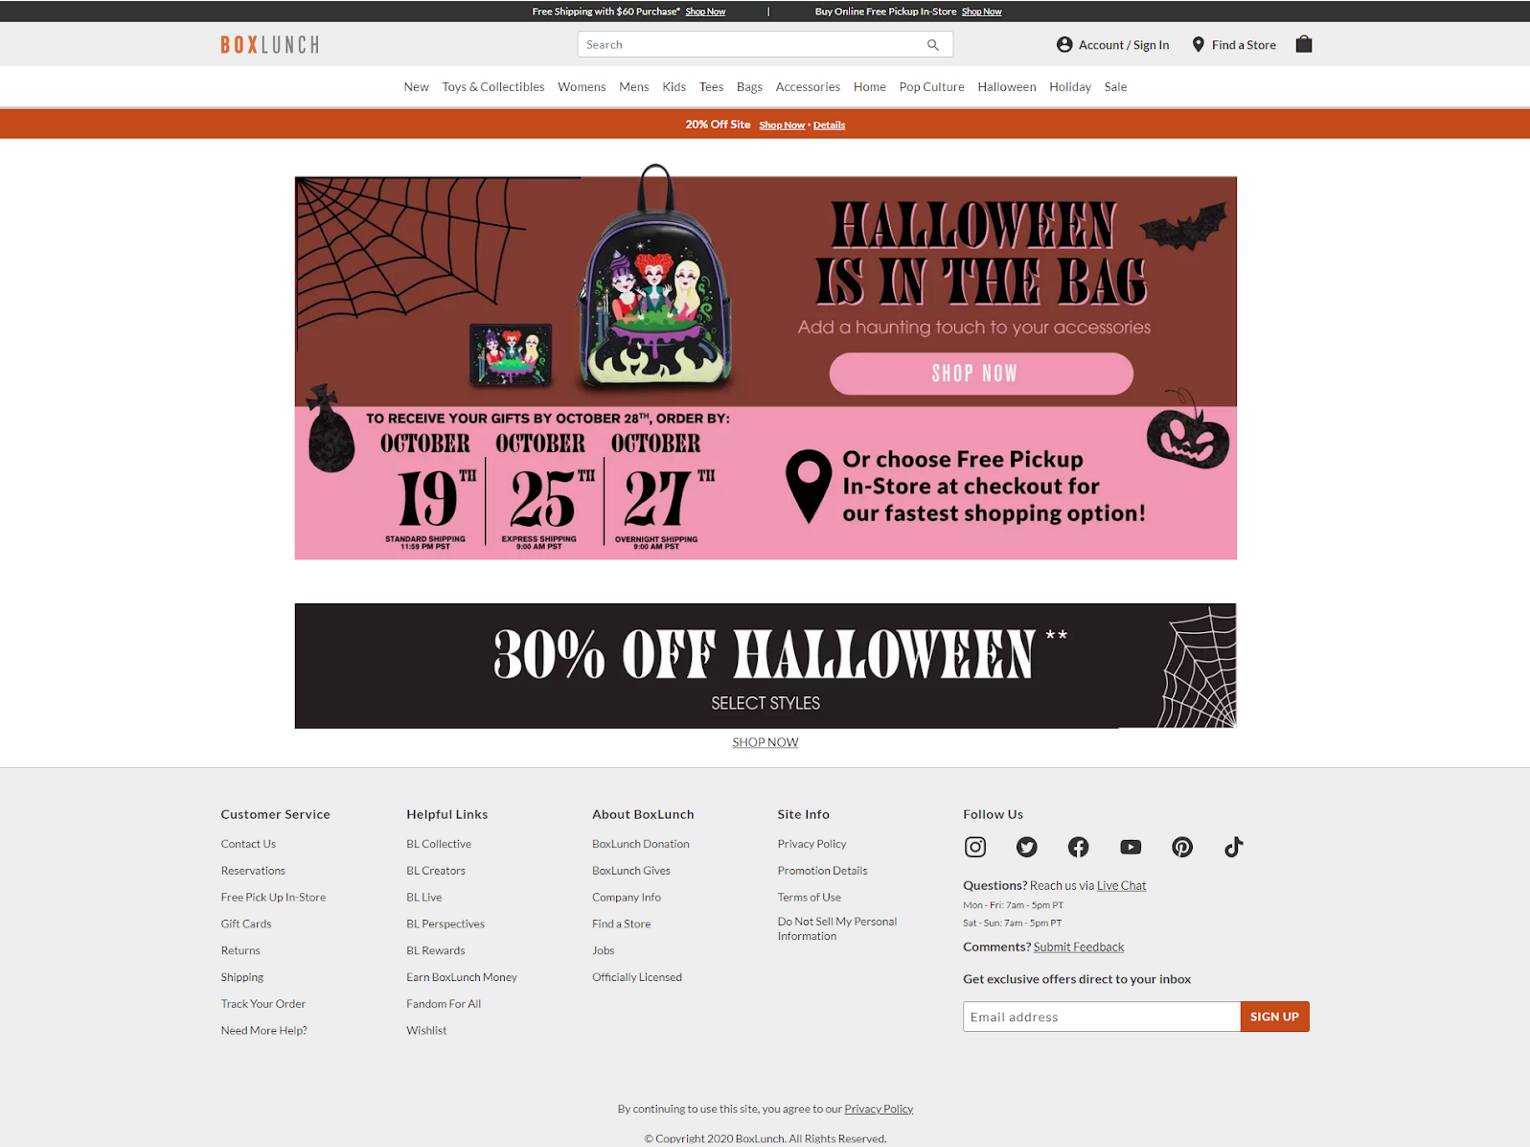 Free Shipping with $60 Purchase* Shop Now | Buy Online Free Pickup In-Store Shop Now
BOXLUNCH
Search
Account / Sign In
Find a Store
New Toys & Collectibles Womens Mens Kids Tees Bags Accessories Home Pop Culture Halloween Holiday Sale
20% Off Site Shop Now • Details
HALLOWEEN
IS IN THE BAG
Add a haunting touch to your accessories
SHOP NOW
TO RECEIVE YOUR GIFTS BY OCTOBER 28TH, ORDER BY:
OCTOBER
19TH
STANDARD SHIPPING
11:59 PM PST
OCTOBER
25TH
EXPRESS SHIPPING
9:00 AM PST
OCTOBER
27TH
OVERNIGHT SHIPPING
9:00 AM PST
Or choose Free Pickup
In-Store at checkout for
our fastest shopping option!
30% OFF HALLOWEEN**
SELECT STYLES
SHOP NOW
Customer Service
Contact Us
Reservations
Free Pick Up In-Store
Gift Cards
Returns
Shipping
Track Your Order
Need More Help?
Helpful Links
BL Collective
BL Creators
BL Live
BL Perspectives
BL Rewards
Earn BoxLunch Money
Fandom For All
Wishlist
About BoxLunch
BoxLunch Donation
BoxLunch Gives
Company Info
Find a Store
Jobs
Officially Licensed
Site Info
Privacy Policy
Promotion Details
Terms of Use
Do Not Sell My Personal
Information
Follow Us
Questions? Reach us via Live Chat
Mon - Fri: 7am - 5pm PT
Sat - Sun: 7am - 5pm PT
Comments? Submit Feedback
Get exclusive offers direct to your inbox
Email address
SIGN UP
By continuing to use this site, you agree to our Privacy Policy
© Copyright 2020 BoxLunch. All Rights Reserved.